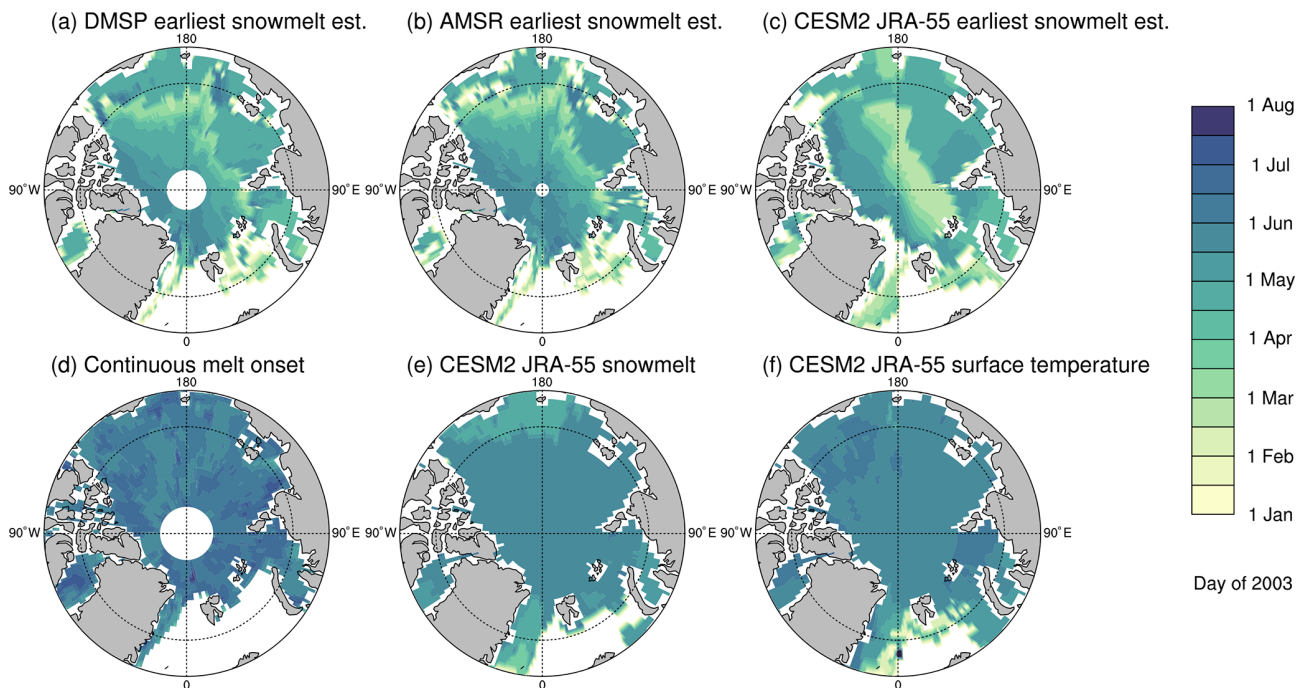 (a) DMSP earliest snowmelt est.
(b) AMSR earliest snowmelt est.
(c) CESM2 JRA-55 earliest snowmelt est.
180
180
180
90°W
90°E
90°W
90°E
90°W
90°E
0
0
0
(d) Continuous melt onset
(e) CESM2 JRA-55 snowmelt
(f) CESM2 JRA-55 surface temperature
180
180
180
90°W
90°E
90°W
90°E
90°W
90°E
0
0
0
1 Aug
1 Jul
1 Jun
1 May
1 Apr
1 Mar
1 Feb
1 Jan
Day of 2003